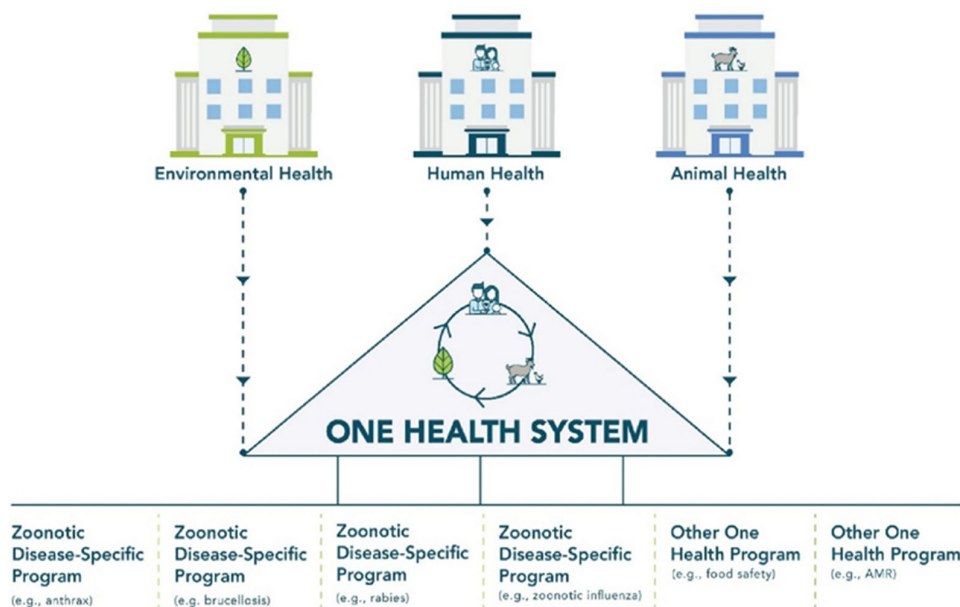 Environmental Health
Human Health
Animal Health
ONE HEALTH SYSTEM
Zoonotic
Disease-Specific
Program
(e.g., anthrax)
Zoonotic
Disease-Specific
Program
(e.g. brucellosis)
Zoonotic
Disease-Specific
Program
(e.g., rabies)
Zoonotic
Disease-Specific
Program
(e.g., zoonotic influenza)
Other One
Health Program
(e.g., food safety)
Other One
Health Program
(e.g., AMR)